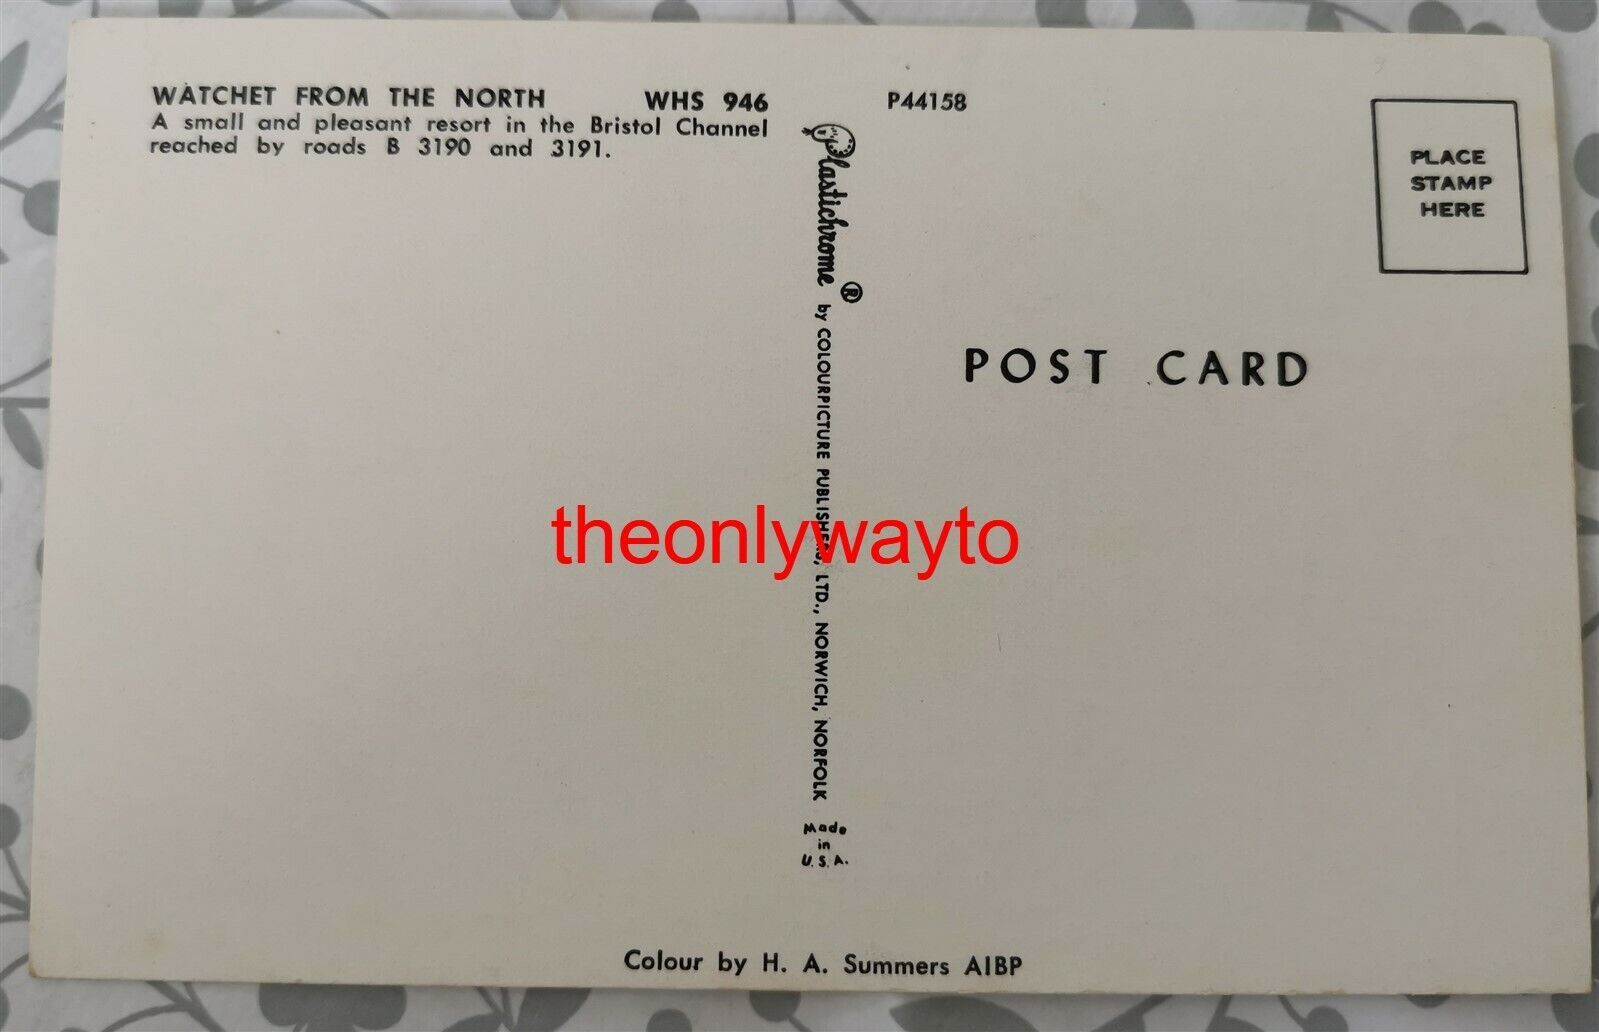 WATCHET FROM THE NORTH WHS 946
A small and pleasant resort in the Bristol Channel
reached by roads B 3190 and 3191.
P44158
PLACE
STAMP
HERE
Plastichrome® by COLOURPICTURE PUBLISHERS, LTD., NORWICH, NORFOLK
Made
in
U.S.A.
POST CARD
theonlywayto
Colour by H. A. Summers AIBP